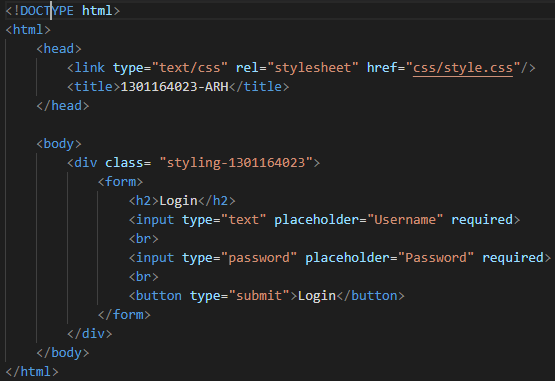 <!DOCTYPE html>
<html>
    <head>
        <link type="text/css" rel="stylesheet" href="css/style.css"/>
        <title>1301164023-ARH</title>
    </head>

    <body>
        <div class= "styling-1301164023">
            <form>
                <h2>Login</h2>
                <input type="text" placeholder="Username" required>
                <br>
                <input type="password" placeholder="Password" required>
                <br>
                <button type="submit">Login</button>
            </form>
        </div>
    </body>
</html>